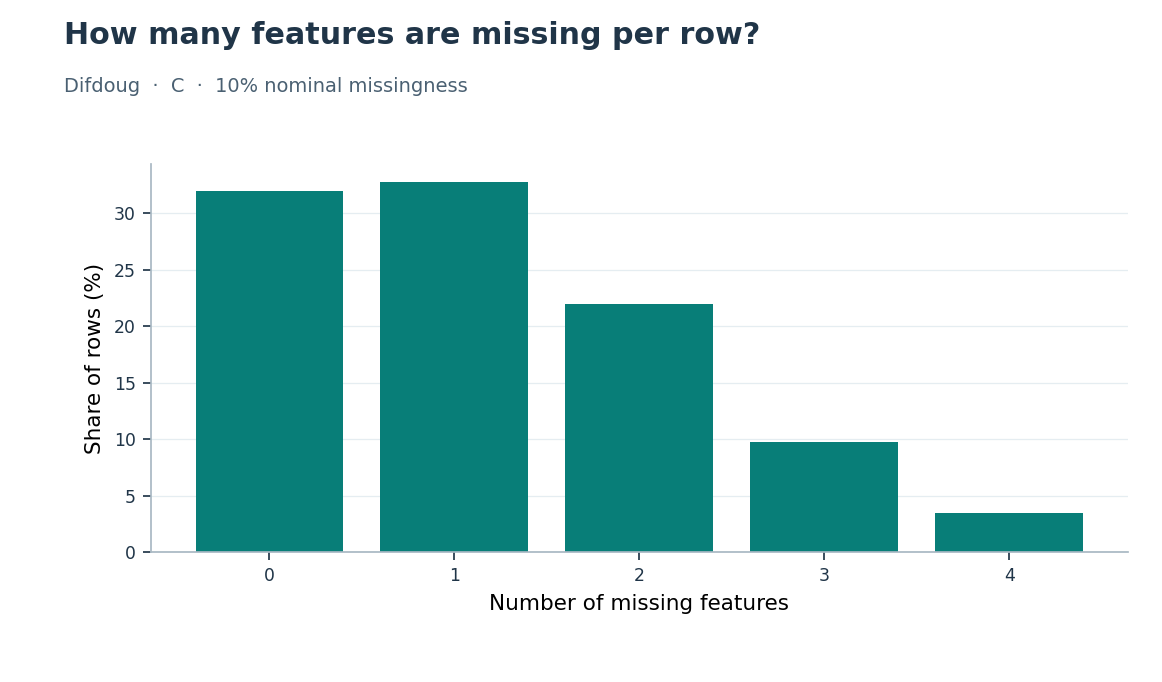 How many features are missing per row?
Difdoug · C · 10% nominal missingness
Share of rows (%)
30
25
20
15
10
5
0
0 1 2 3 4
Number of missing features